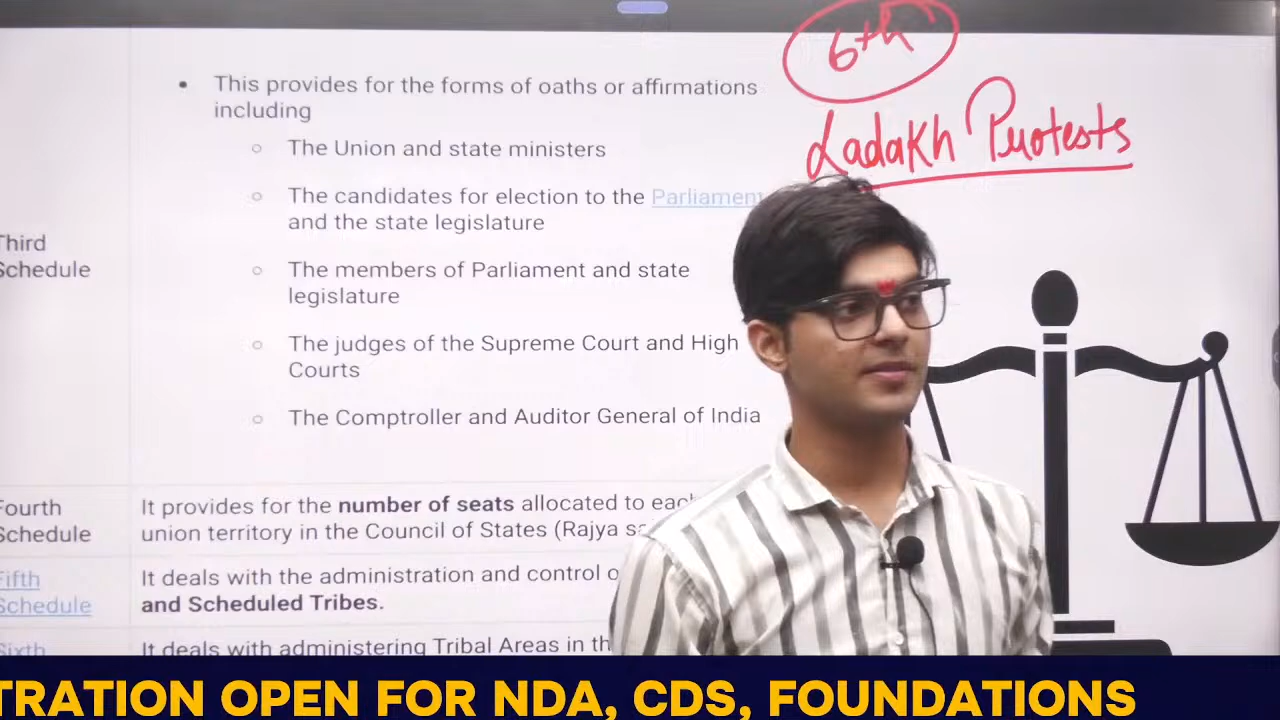 6th
Ladakh Protests
This provides for the forms of oaths or affirmations
including
The Union and state ministers
The candidates for election to the Parliament
and the state legislature
Third
Schedule
The members of Parliament and state
legislature
The judges of the Supreme Court and High
Courts
The Comptroller and Auditor General of India
Fourth
Schedule
It provides for the number of seats allocated to each
union territory in the Council of States (Rajya
Fifth
Schedule
It deals with the administration and control
and Scheduled Tribes.
Sixth
It deals with administering Tribal Areas in
TRATION OPEN FOR NDA, CDS, FOUNDATIONS